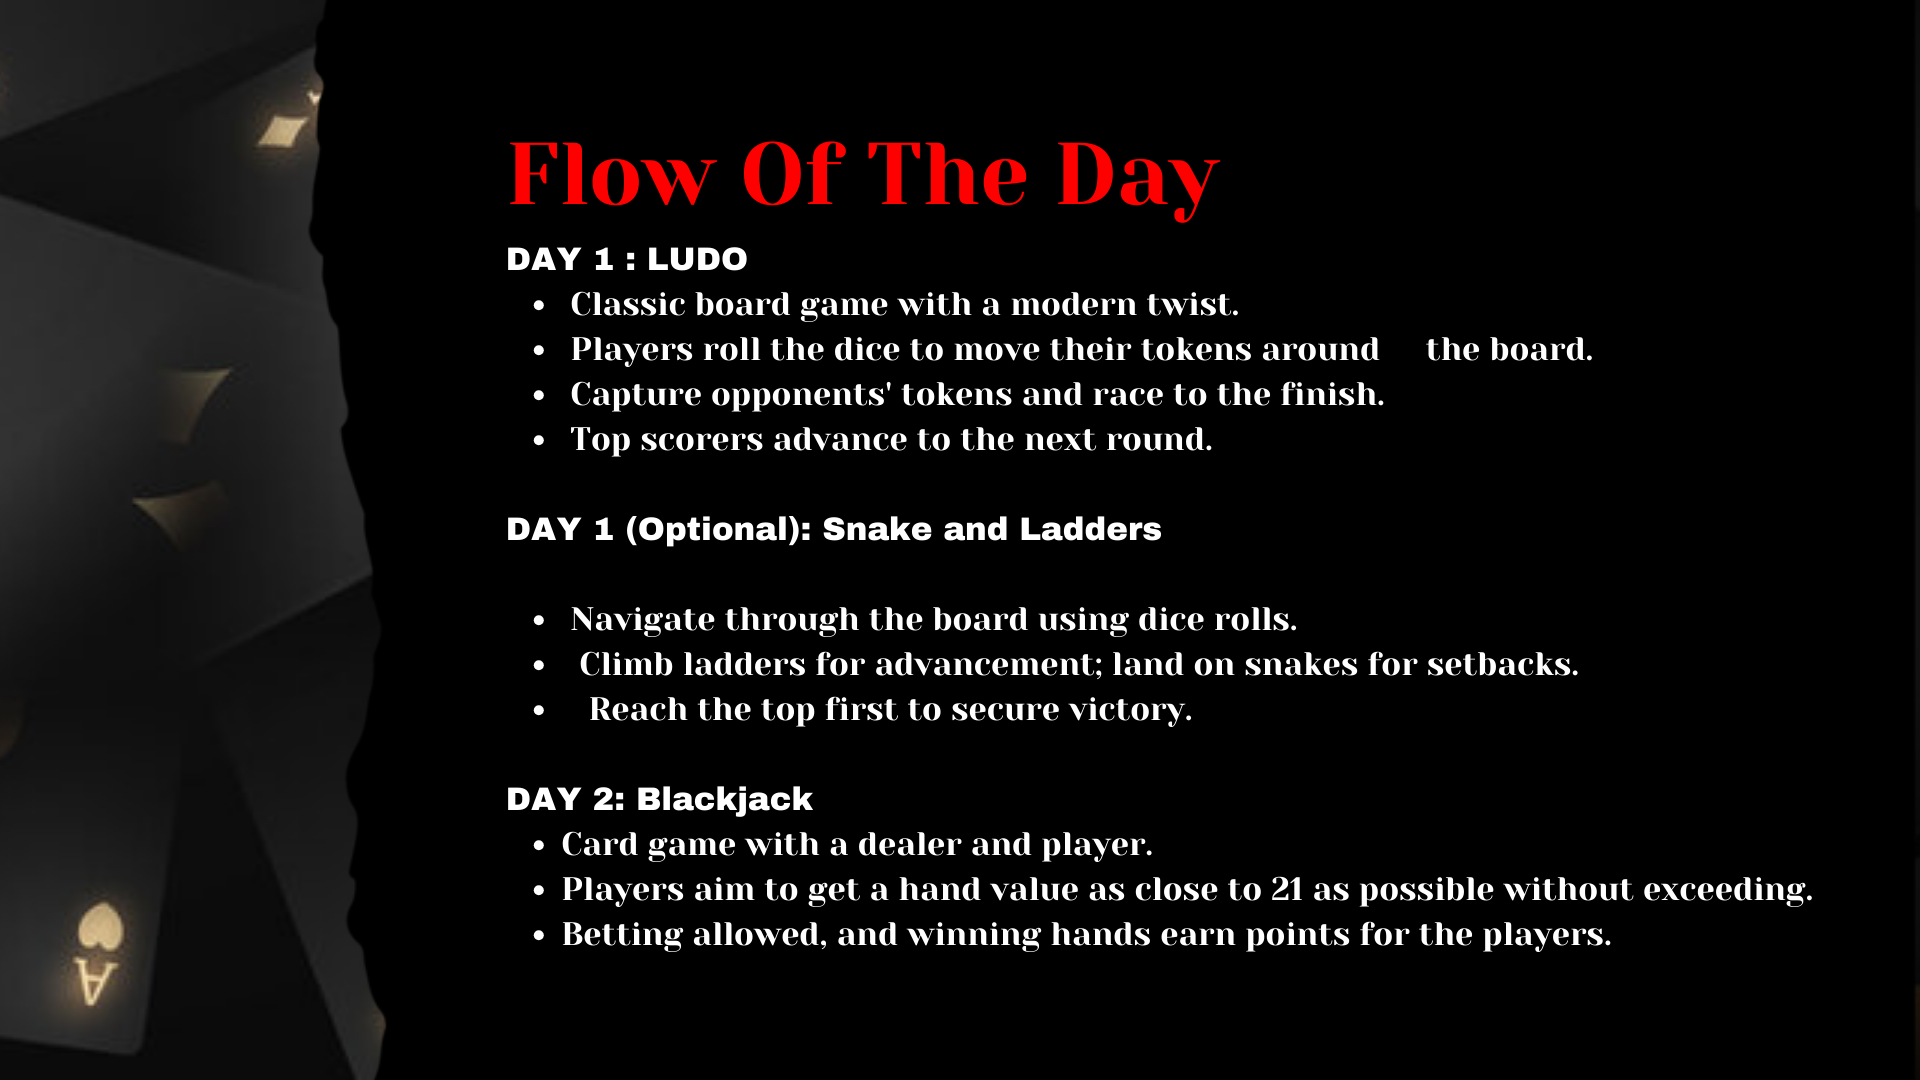 Flow Of The Day
DAY 1 : LUDO
• Classic board game with a modern twist.
• Players roll the dice to move their tokens around the board.
• Capture opponents' tokens and race to the finish.
• Top scorers advance to the next round.
DAY 1 (Optional): Snake and Ladders
• Navigate through the board using dice rolls.
• Climb ladders for advancement; land on snakes for setbacks.
• Reach the top first to secure victory.
DAY 2: Blackjack
• Card game with a dealer and player.
• Players aim to get a hand value as close to 21 as possible without exceeding.
• Betting allowed, and winning hands earn points for the players.
A